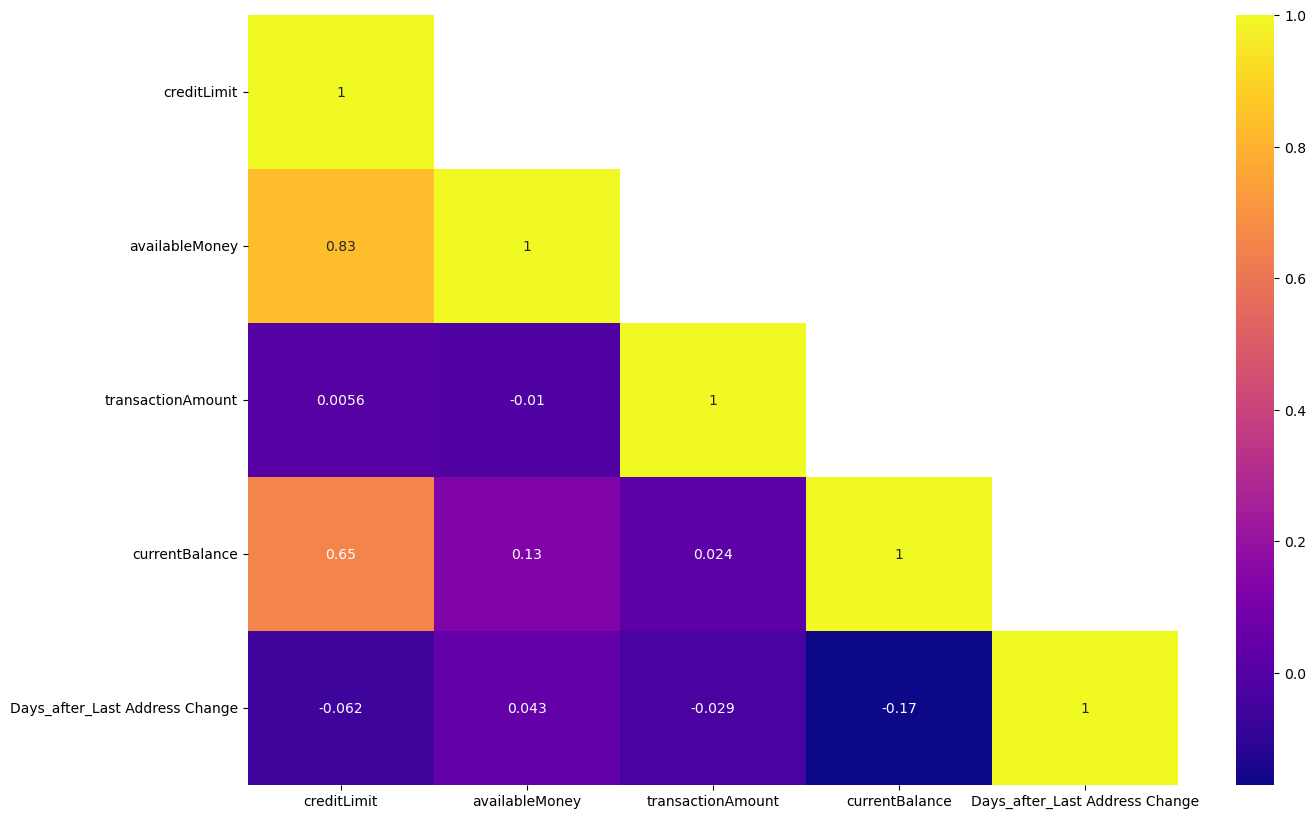 creditLimit 1
availableMoney 0.83 1
transactionAmount 0.0056 -0.01 1
currentBalance 0.65 0.13 0.024 1
Days_after_Last Address Change -0.062 0.043 -0.029 -0.17 1
creditLimit availableMoney transactionAmount currentBalance Days_after_Last Address Change
1.0
0.8
0.6
0.4
0.2
0.0